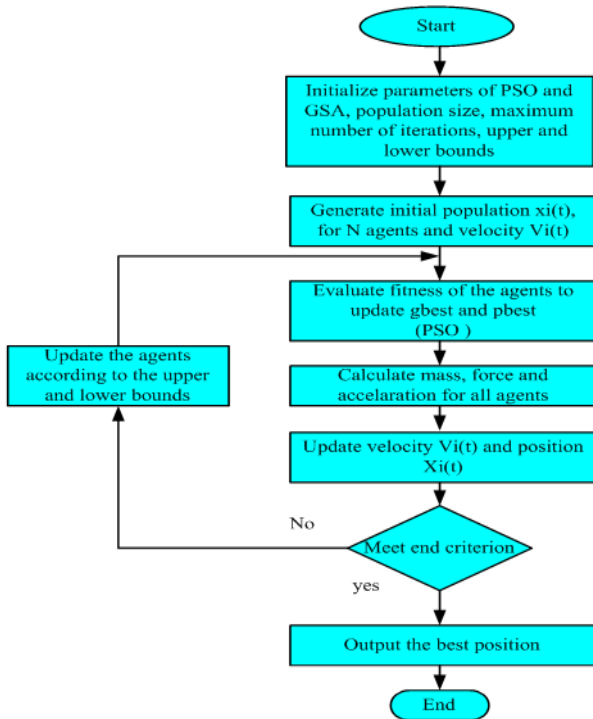 Start
Initialize parameters of PSO and
GSA, population size, maximum
number of iterations, upper and
lower bounds
Generate initial population xi(t),
for N agents and velocity Vi(t)
Evaluate fitness of the agents to
update gbest and pbest
(PSO )
Update the agents
according to the upper
and lower bounds
Calculate mass, force and
accelaration for all agents
Update velocity Vi(t) and position
Xi(t)
No
Meet end criterion
yes
Output the best position
End